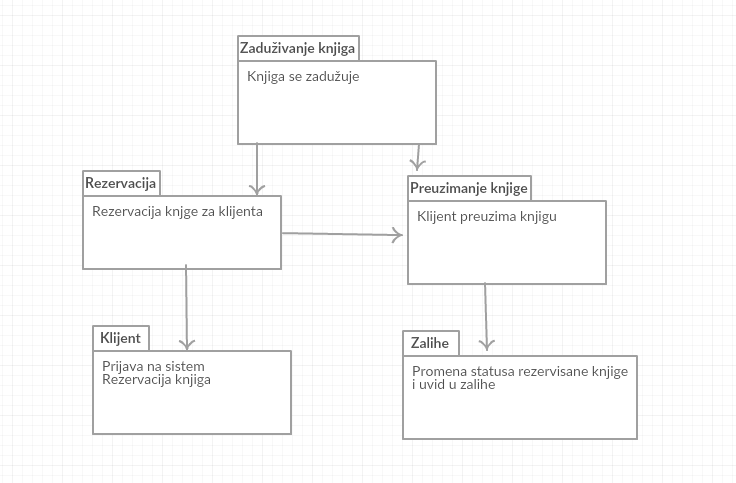 Zaduživanje knjiga
Knjiga se zadužuje
Rezervacija
Rezervacija knjge za klijenta
Preuzimanje knjige
Klijent preuzima knjigu
Klijent
Prijava na sistem
Rezervacija knjiga
Zalihe
Promena statusa rezervisane knjige
i uvid u zalihe